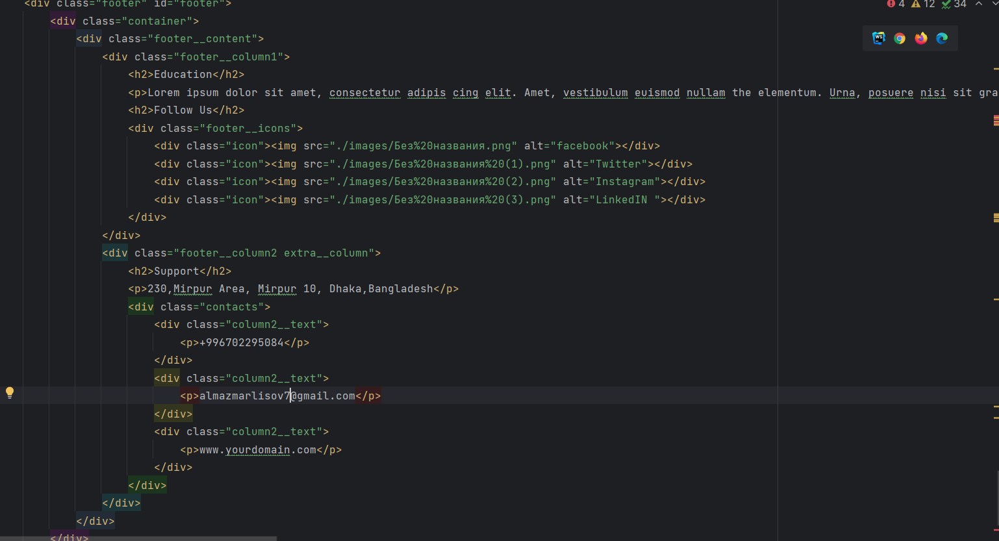 <div class="footer" id="footer">
4 12 34
<div class="container">
<div class="footer__content">
WS
<div class="footer__column1">
<h2>Education</h2>
<p>Lorem ipsum dolor sit amet, consectetur adipis cing elit. Amet, vestibulum euismod nullam the elementum. Urna, posuere nisi sit gra
<h2>Follow Us</h2>
<div class="footer__icons">
<div class="icon"><img src="./images/Без%20названия.png" alt="facebook"></div>
<div class="icon"><img src="./images/Без%20названия%20(1).png" alt="Twitter"></div>
<div class="icon"><img src="./images/Без%20названия%20(2).png" alt="Instagram"></div>
<div class="icon"><img src="./images/Без%20названия%20(3).png" alt="LinkedIN "></div>
</div>
</div>
<div class="footer__column2 extra__column">
<h2>Support</h2>
<p>230,Mirpur Area, Mirpur 10, Dhaka,Bangladesh</p>
<div class="contacts">
<div class="column2__text">
<p>+996702295084</p>
</div>
<div class="column2__text">
<p>almazmarlisov7@gmail.com</p>
</div>
<div class="column2__text">
<p>www.yourdomain.com</p>
</div>
</div>
</div>
</div>
</div>